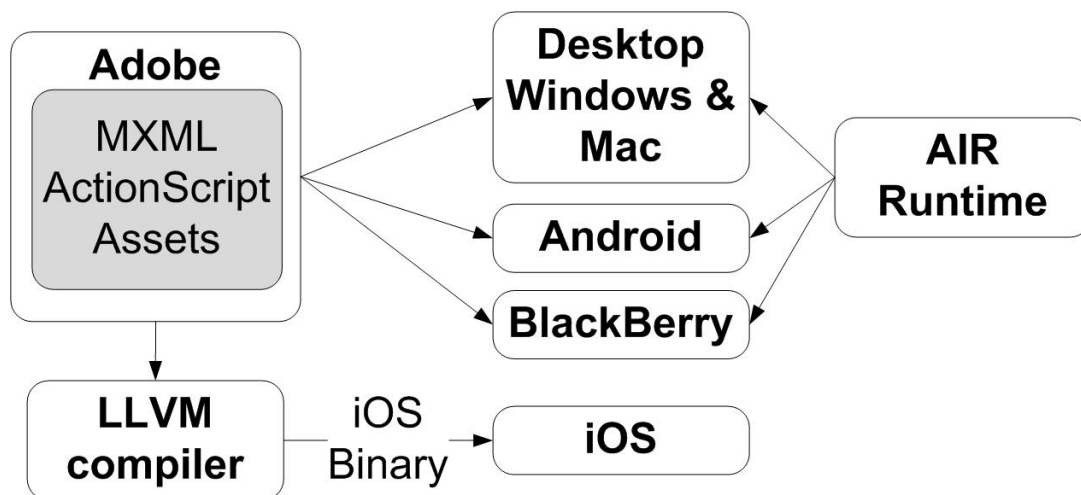 Adobe
MXML
ActionScript
Assets
Desktop
Windows &
Mac
Android
BlackBerry
AIR
Runtime
LLVM
compiler
iOS
Binary
iOS